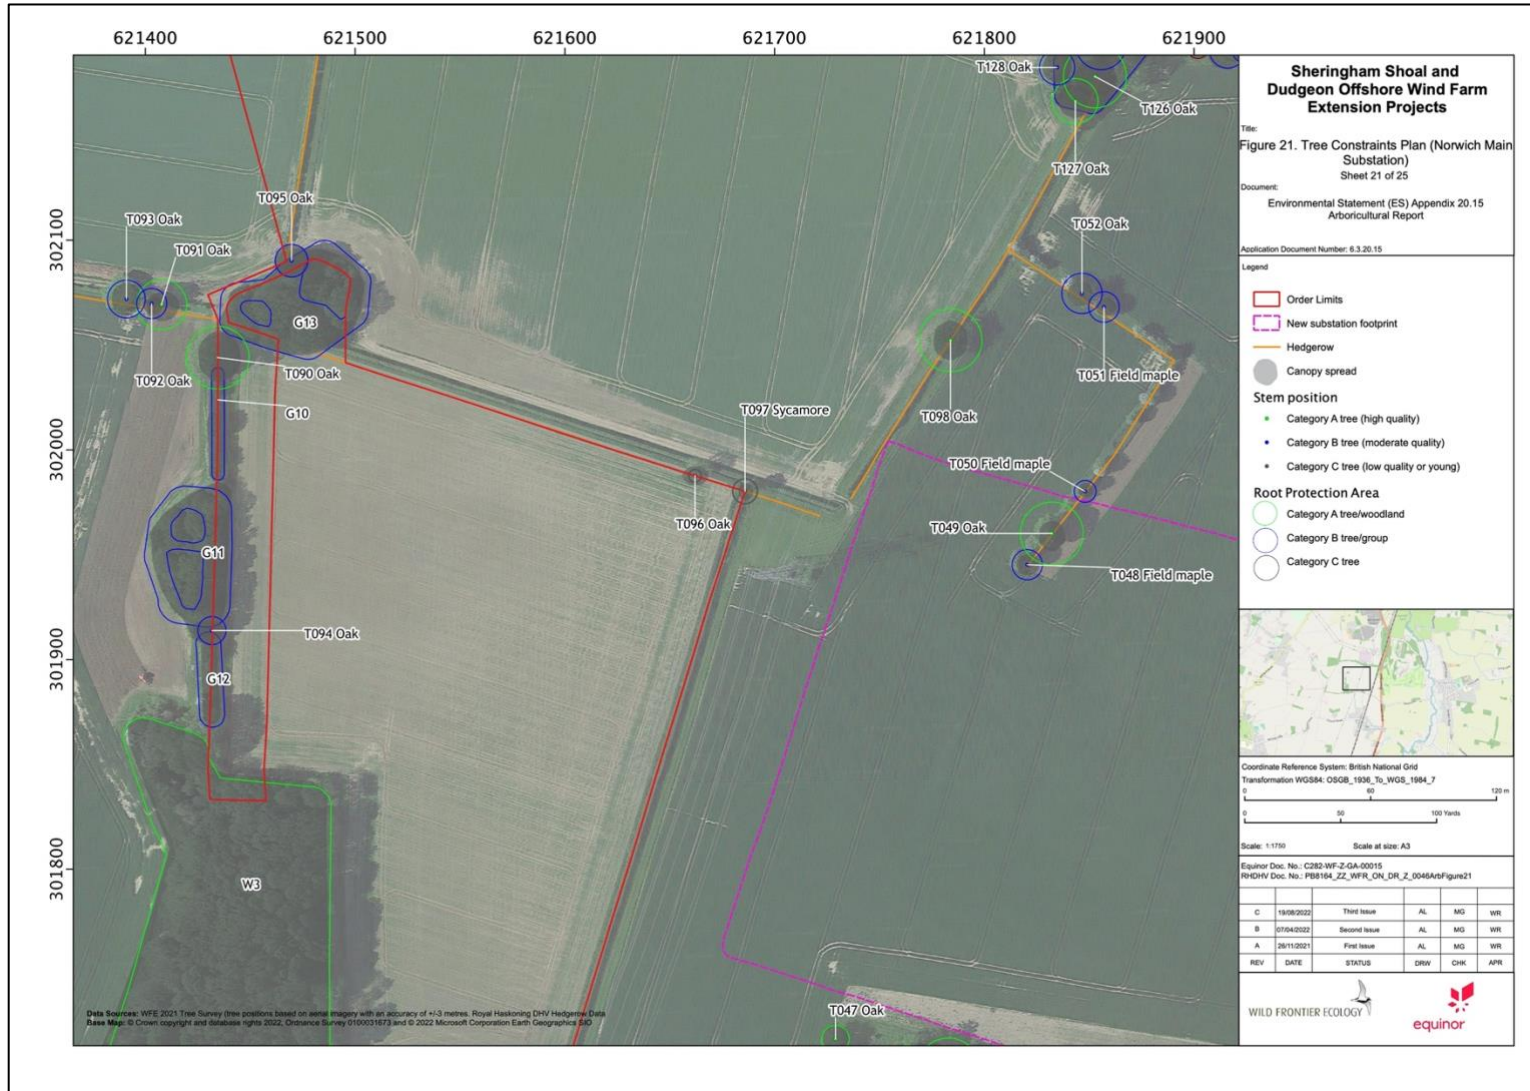 621400
621500
621600
621700
621800
621900
302100
302000
301900
301800
T128 Oak
T126 Oak
T127 Oak
T095 Oak
T093 Oak
T091 Oak
T052 Oak
G13
T092 Oak
T090 Oak
T051 Field maple
G10
T097 Sycamore
T098 Oak
T050 Field maple
T096 Oak
T049 Oak
G11
T048 Field maple
T094 Oak
G12
W3
T047 Oak
Data Sources: WFE 2021 Tree Survey (tree positions based on aerial imagery with an accuracy of +/-3 metres. Royal Haskoning DHV Hedgerow Data
Base Map: © Crown copyright and database rights 2022, Ordnance Survey 0100031673 and © 2022 Microsoft Corporation Earth Geographics SIO
Sheringham Shoal and
Dudgeon Offshore Wind Farm
Extension Projects
Title:
Figure 21. Tree Constraints Plan (Norwich Main
Substation)
Sheet 21 of 25
Document:
Environmental Statement (ES) Appendix 20.15
Arboricultural Report
Application Document Number: 6.3.20.15
Legend
Order Limits
New substation footprint
Hedgerow
Canopy spread
Stem position
Category A tree (high quality)
Category B tree (moderate quality)
Category C tree (low quality or young)
Root Protection Area
Category A tree/woodland
Category B tree/group
Category C tree
Coordinate Reference System: British National Grid
Transformation WGS84: OSGB_1936_To_WGS_1984_7
0 60 120 m
0 50 100 Yards
Scale: 1:1750 Scale at size: A3
Equinor Doc. No.: C282-WF-Z-GA-00015
RHDHV Doc. No.: PB8164_ZZ_WFR_ON_DR_Z_0046ArbFigure21
C 19/08/2022 Third Issue AL MG WR
B 07/04/2022 Second Issue AL MG WR
A 26/11/2021 First Issue AL MG WR
REV DATE STATUS DRW CHK APR
WILD FRONTIER ECOLOGY
equinor